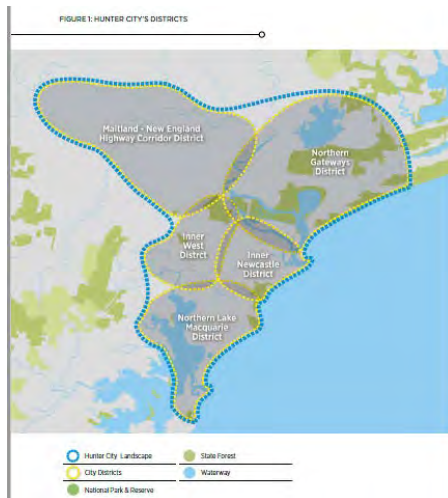 FIGURE 1: HUNTER CITY'S DISTRICTS
Maitland - New England
Highway Corridor District
Northern
Gateways
District
Inner
West
District
Inner
Newcastle
District
Northern Lake
Macquarie
District
Hunter City Landscape
State Forest
City Districts
Waterway
National Park & Reserve